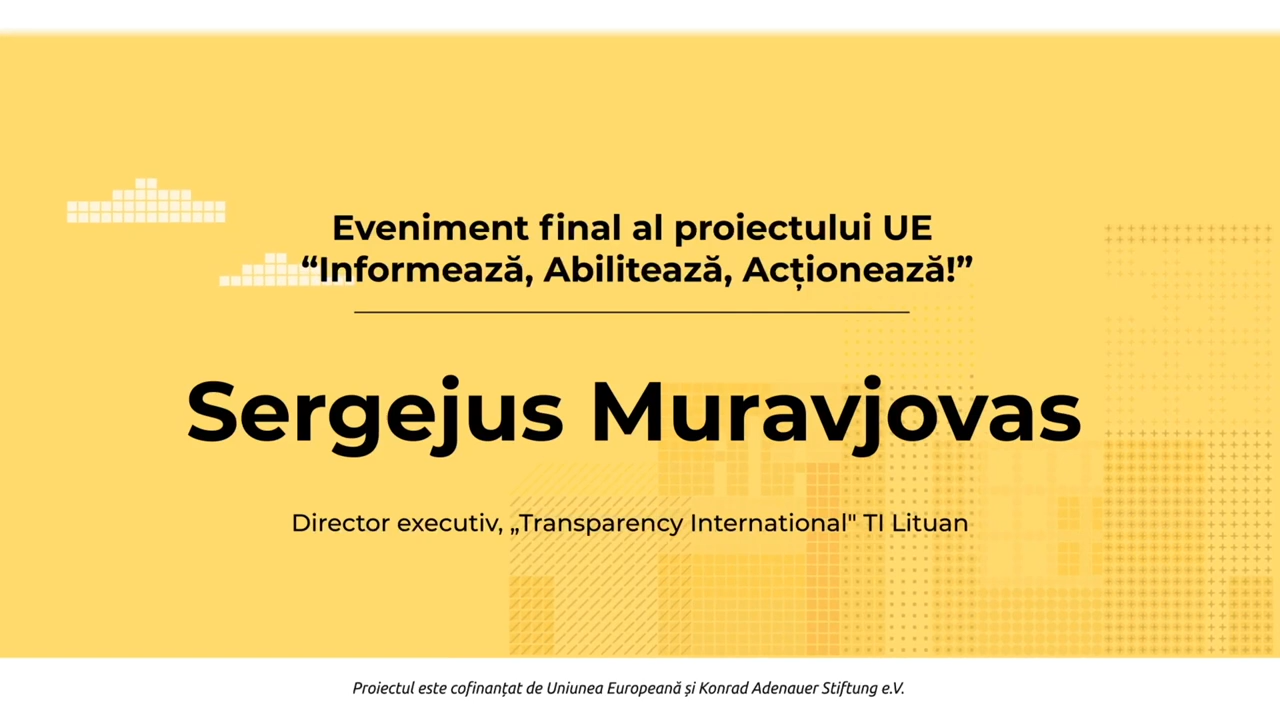 Eveniment final al proiectului UE
“Informează, Abilitează, Acționează!”
Sergejus Muravjovas
Director executiv, „Transparency International" TI Lituan
Proiectul este cofinanțat de Uniunea Europeană și Konrad Adenauer Stiftung e.V.